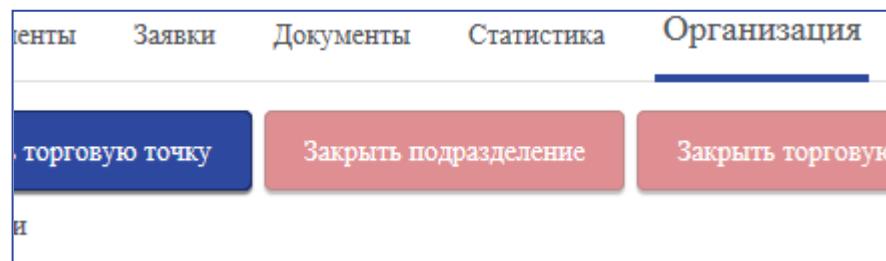 Заявки Документы Статистика Организация
торговую точку Закрыть подразделение Закрыть